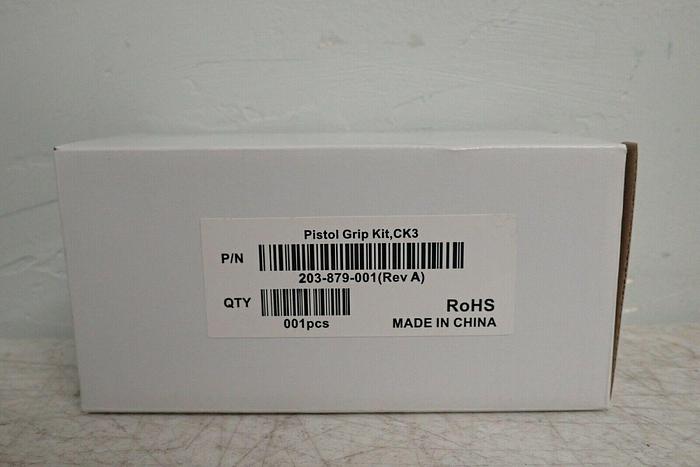 Pistol Grip Kit,CK3
P/N
203-879-001(Rev A)
QTY
001pcs
RoHS
MADE IN CHINA